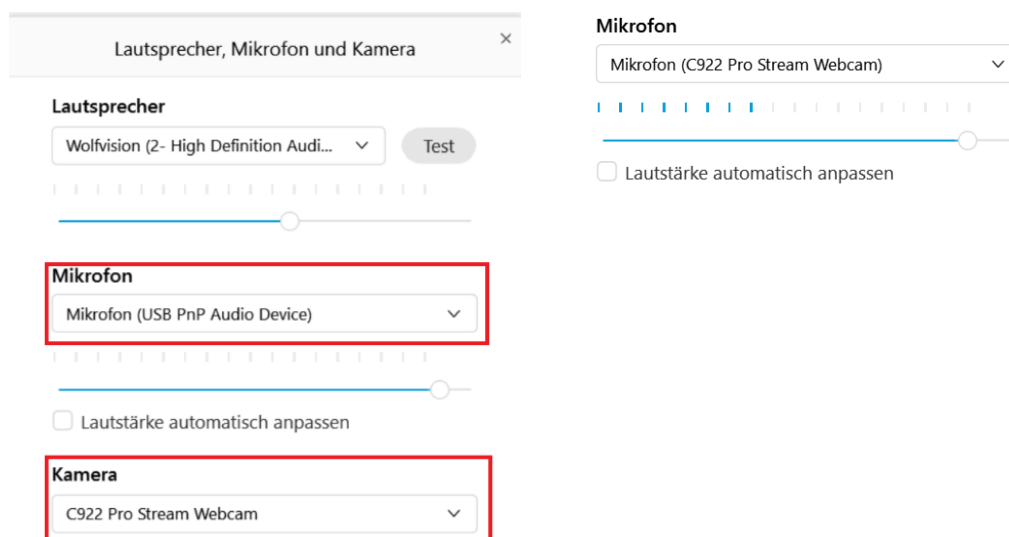 Lautsprecher, Mikrofon und Kamera
Lautsprecher
Wolfvision (2- High Definition Audi...
Test
Mikrofon
Mikrofon (USB PnP Audio Device)
Lautstärke automatisch anpassen
Kamera
C922 Pro Stream Webcam
Mikrofon
Mikrofon (C922 Pro Stream Webcam)
Lautstärke automatisch anpassen